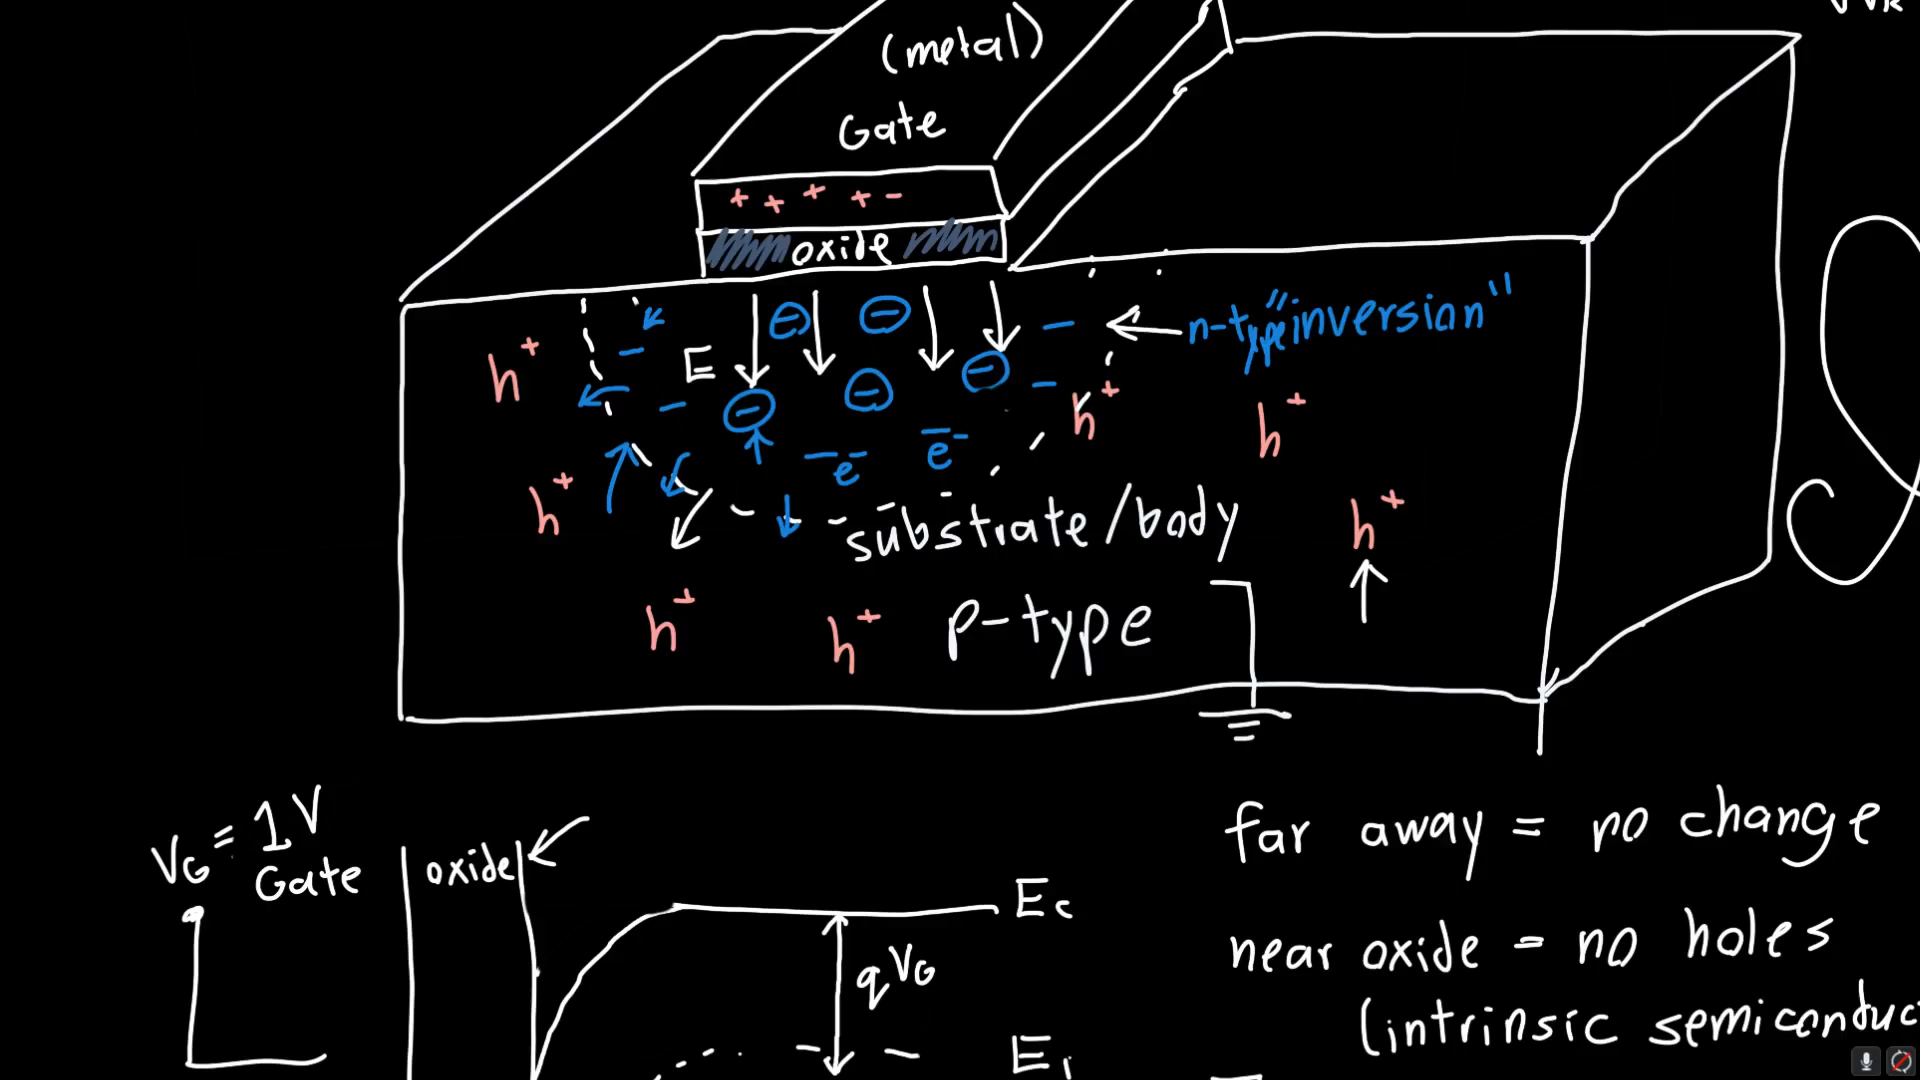 (metal)
Gate
+ + + + -
oxide
n-type "inversion"
E
h+
h+
h+
h+
h+
h+
h+
e-
e-
substrate/body
p-type
VG = 1V
Gate
oxide
Ec
qVG
Ei
far away = no change
near oxide = no holes
(intrinsic semiconduc